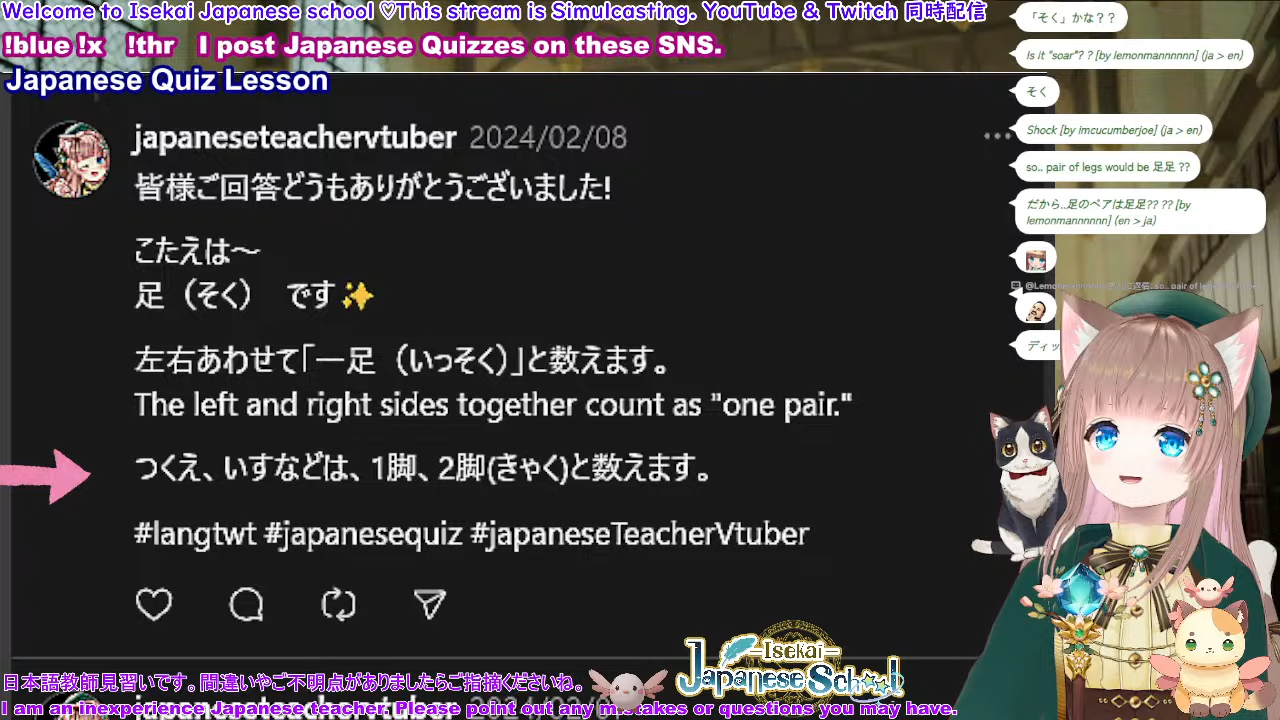 Welcome to Isekai Japanese school ♡This stream is Simulcasting. YouTube & Twitch 同時配信
!blue !x !thr I post Japanese Quizzes on these SNS.
Japanese Quiz Lesson
japaneseteachervtuber 2024/02/08
皆様ご回答どうもありがとうございました!
こたえは〜
足（そく） です✨
左右あわせて「一足（いっそく）」と数えます。
The left and right sides together count as "one pair."
つくえ、いすなどは、1脚、2脚(きゃく)と数えます。
#langtwt #japanesequiz #japaneseTeacherVtuber
「そく」かな？？
Is it "soar"? ? [by lemonmannnnnn] (ja > en)
そく
Shock [by imcucumberjoe] (ja > en)
so.. pair of legs would be 足足 ??
だから..足のペアは足足?? ?? [by
lemonmannnnnn] (en > ja)
ディッ
Isekai
Japanese School
日本語教師見習いです。間違いやご不明点がありましたらご指摘くださいね。
I am an inexperience Japanese teacher. Please point out any mistakes or questions you may have.